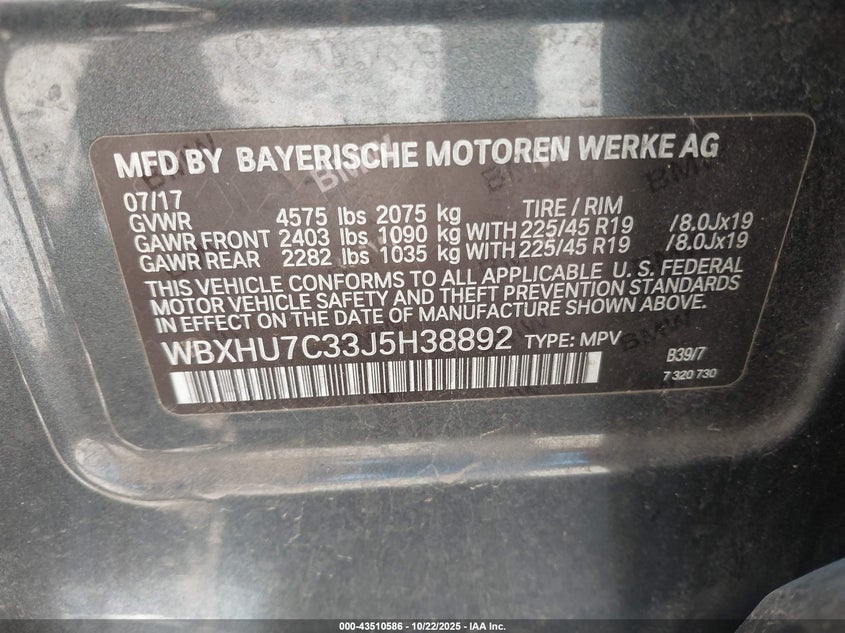 MFD BY BAYERISCHE MOTOREN WERKE AG
07/17 TIRE / RIM
GVWR 4575 lbs 2075 kg
GAWR FRONT 2403 lbs 1090 kg WITH 225/45 R19 /8.0Jx19
GAWR REAR 2282 lbs 1035 kg WITH 225/45 R19 /8.0Jx19
THIS VEHICLE CONFORMS TO ALL APPLICABLE U. S. FEDERAL
MOTOR VEHICLE SAFETY AND THEFT PREVENTION STANDARDS
IN EFFECT ON THE DATE OF MANUFACTURE SHOWN ABOVE.
WBXHU7C33J5H38892 TYPE: MPV
B39/7
7 320 730
000-43510586 - 10/22/2025 - IAA Inc.